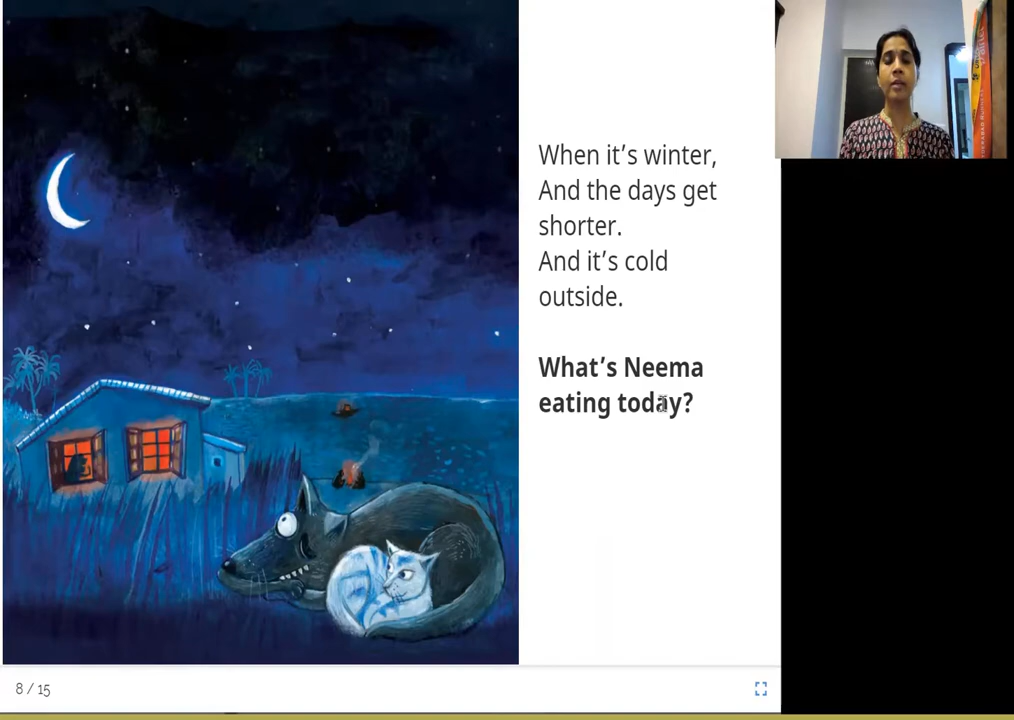 When it’s winter,
And the days get
shorter.
And it’s cold
outside.
What’s Neema
eating today?
8 / 15